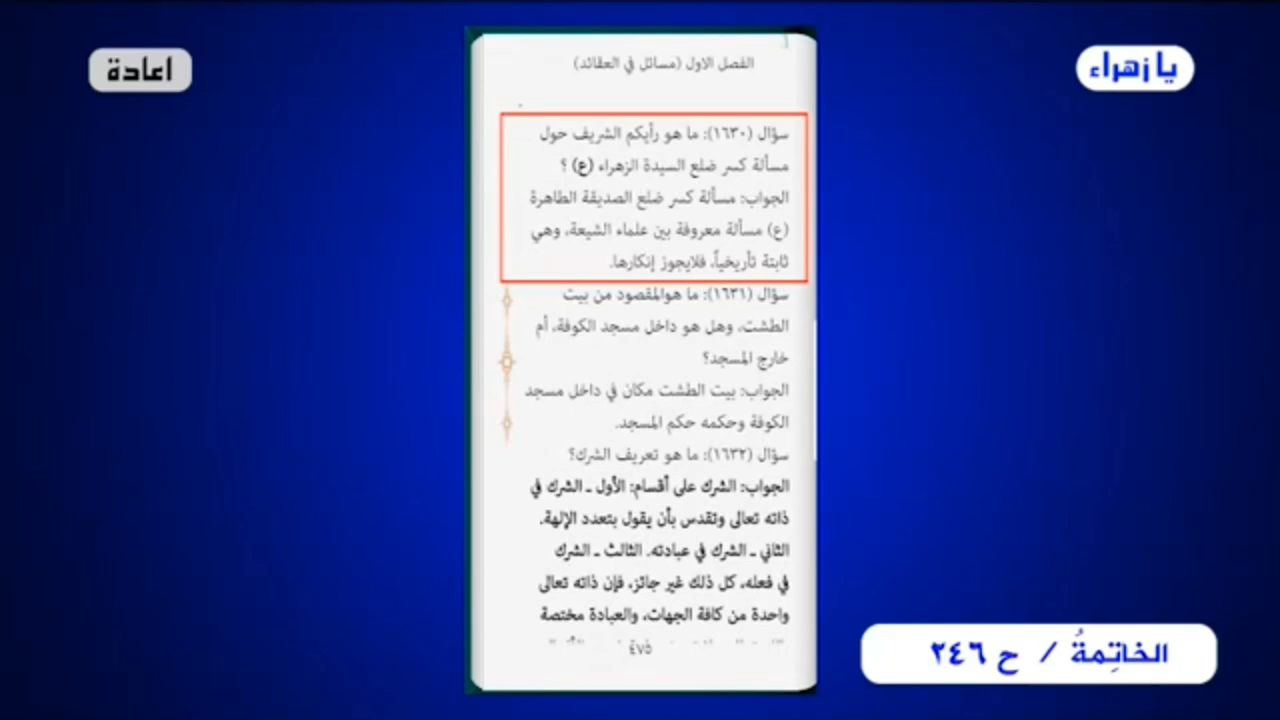 اعادة
يا زهراء
الفصل الاول (مسائل في العقائد)
سؤال (١٦٣٠): ما هو رأيكم الشريف حول
مسألة كسر ضلع السيدة الزهراء (ع) ؟
الجواب: مسألة كسر ضلع الصديقة الطاهرة
(ع) مسألة معروفة بين علماء الشيعة، وهي
ثابتة تأريخياً، فلايجوز إنكارها.
سؤال (١٦٣١): ما هوالمقصود من بيت
الطشت، وهل هو داخل مسجد الكوفة، أم
خارج المسجد؟
الجواب: بيت الطشت مكان في داخل مسجد
الكوفة وحكمه حكم المسجد.
سؤال (١٦٣٢): ما هو تعريف الشرك؟
الجواب: الشرك على أقسام: الأول ـ الشرك في
ذاته تعالى وتقدس بأن يقول بتعدد الإلهة.
الثاني ـ الشرك في عبادته. الثالث ـ الشرك
في فعله، كل ذلك غير جائز، فإن ذاته تعالى
واحدة من كافة الجهات، والعبادة مختصة
٤٧٥
الخاتِمةُ / ح ٢٤٦